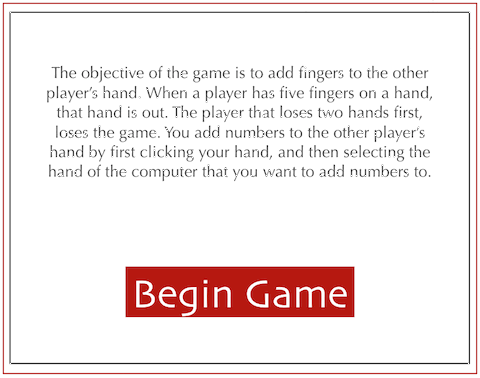 The objective of the game is to add fingers to the other
player's hand. When a player has five fingers on a hand,
that hand is out. The player that loses two hands first,
loses the game. You add numbers to the other player's
hand by first clicking your hand, and then selecting the
hand of the computer that you want to add numbers to.
Begin Game